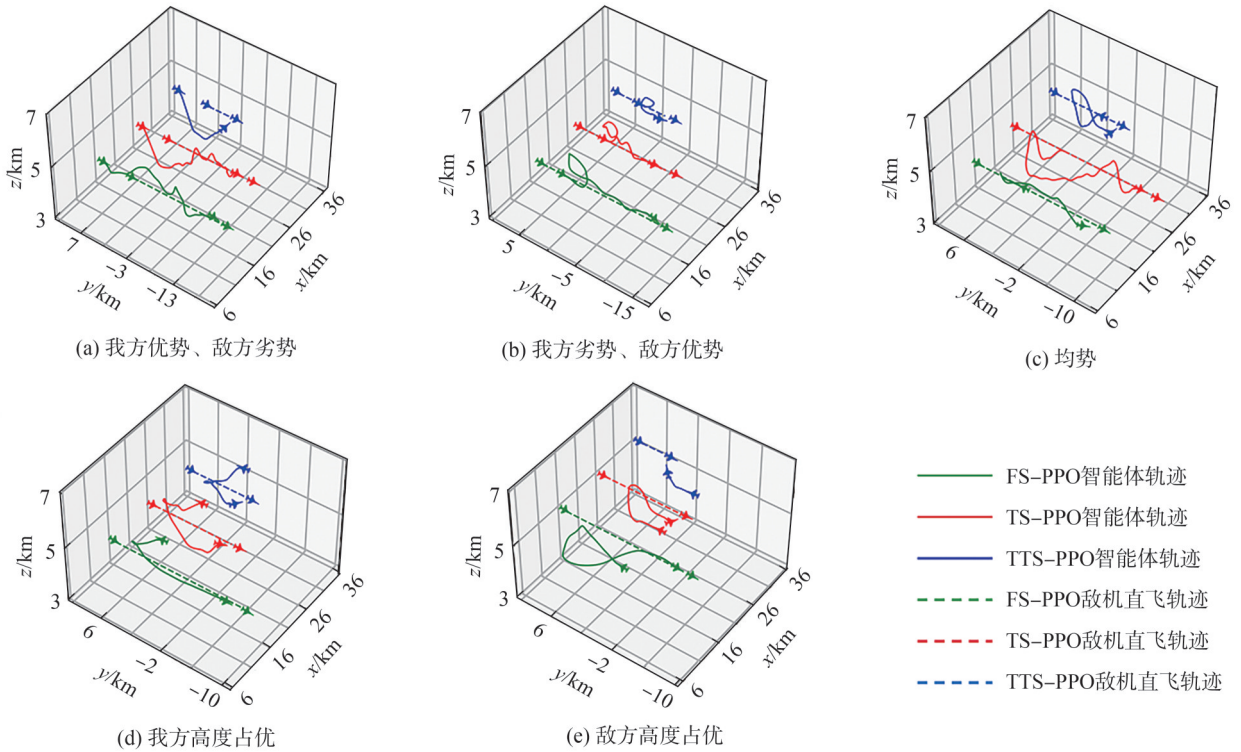 7
5
3
z/km
7
−3
−13
y/km
6
16
26
36
x/km
(a) 我方优势、敌方劣势
7
5
3
z/km
5
−5
−15
y/km
6
16
26
36
x/km
(b) 我方劣势、敌方优势
7
5
3
z/km
6
−2
−10
y/km
6
16
26
36
x/km
(c) 均势
7
5
3
z/km
6
−2
−10
y/km
6
16
26
36
x/km
(d) 我方高度占优
7
5
3
z/km
6
−2
−10
y/km
6
16
26
36
x/km
(e) 敌方高度占优
FS−PPO智能体轨迹
TS−PPO智能体轨迹
TTS−PPO智能体轨迹
FS−PPO敌机直飞轨迹
TS−PPO敌机直飞轨迹
TTS−PPO敌机直飞轨迹